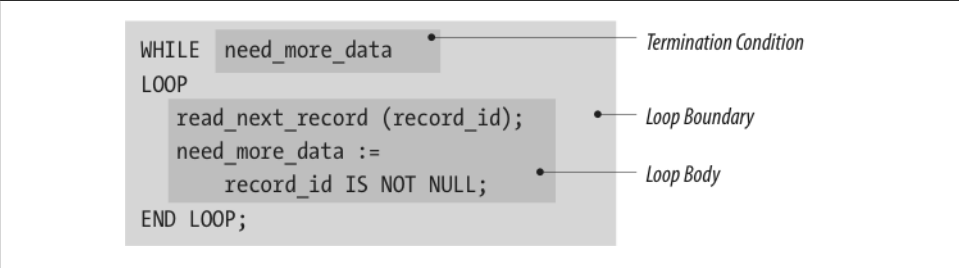 WHILE need_more_data
Termination Condition
LOOP
read_next_record (record_id);
Loop Boundary
need_more_data :=
record_id IS NOT NULL;
Loop Body
END LOOP;